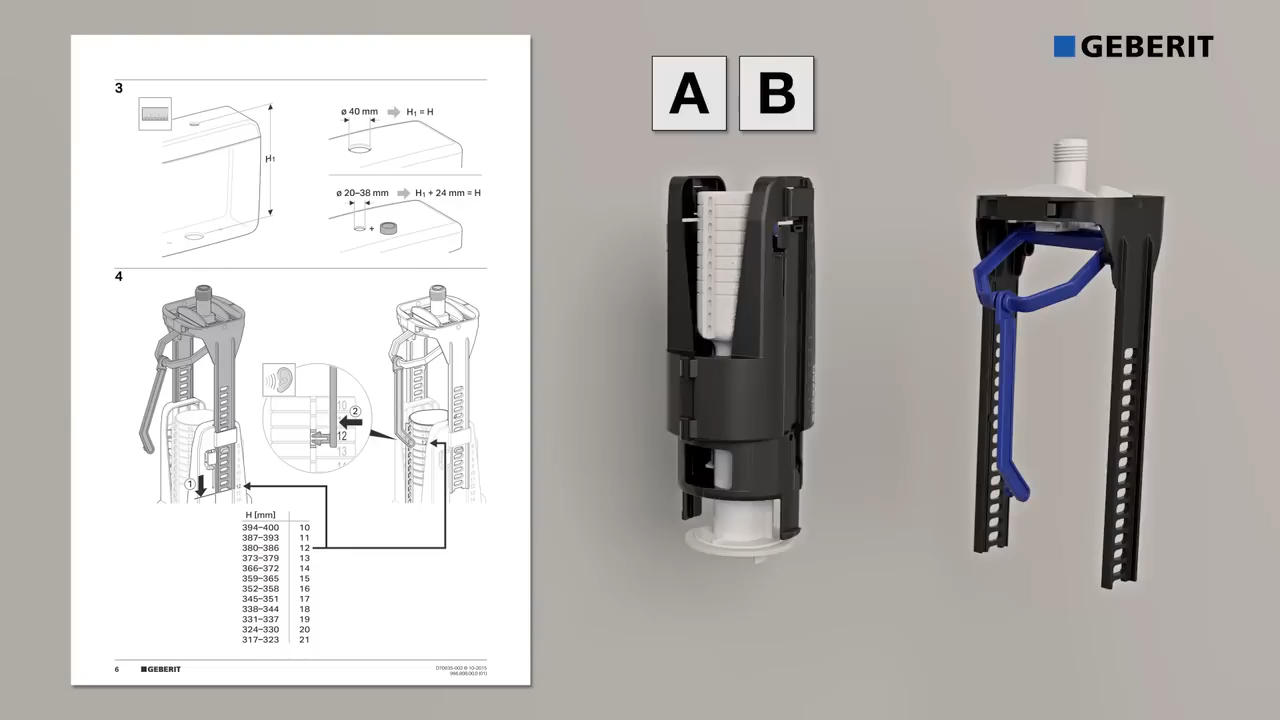 GEBERIT
A B
3
ø 40 mm H₁ = H
H₁
ø 20–38 mm H₁ + 24 mm = H
+
4
10
2
12
13
1
H [mm]
394–400 10
387–393 11
380–386 12
373–379 13
366–372 14
359–365 15
352–358 16
345–351 17
338–344 18
331–337 19
324–330 20
317–323 21
6 GEBERIT